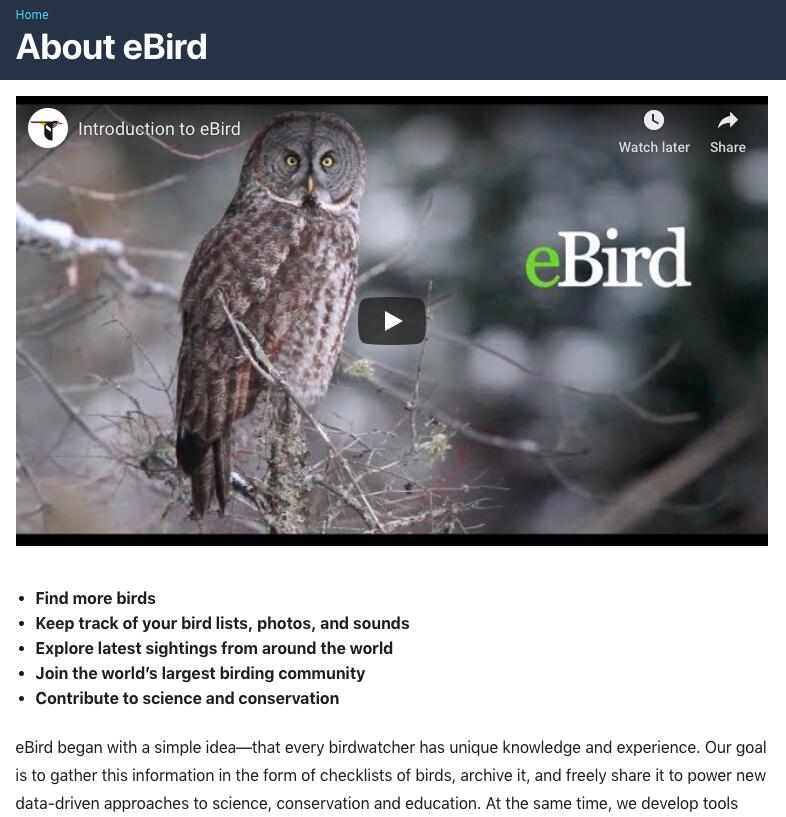 Home
About eBird
Introduction to eBird
Watch later
Share
eBird
• Find more birds
• Keep track of your bird lists, photos, and sounds
• Explore latest sightings from around the world
• Join the world’s largest birding community
• Contribute to science and conservation
eBird began with a simple idea—that every birdwatcher has unique knowledge and experience. Our goal
is to gather this information in the form of checklists of birds, archive it, and freely share it to power new
data-driven approaches to science, conservation and education. At the same time, we develop tools